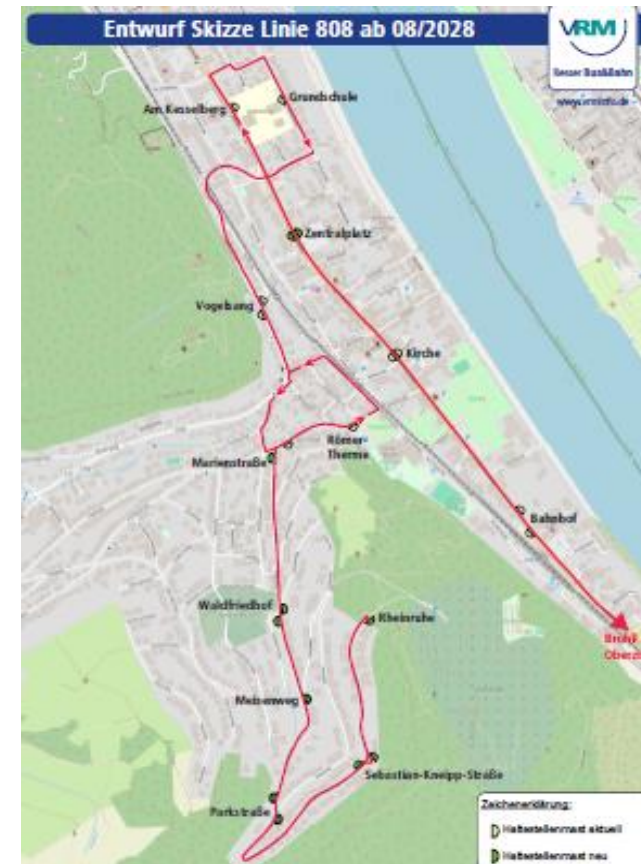 Entwurf Skizze Linie 808 ab 08/2028
VRM
Besser Bus&Bahn
www.vrminfo.de
Grundschule
Am Kesselberg
Zentralplatz
Vogelsang
Kirche
Römer-
Therme
Marienstraße
Bahnhof
Waldfriedhof
Rheinruhe
Meisenweg
Sebastian-Kneipp-Straße
Parkstraße
Zeichenerklärung:
Haltestellenmast aktuell
Haltestellenmast neu